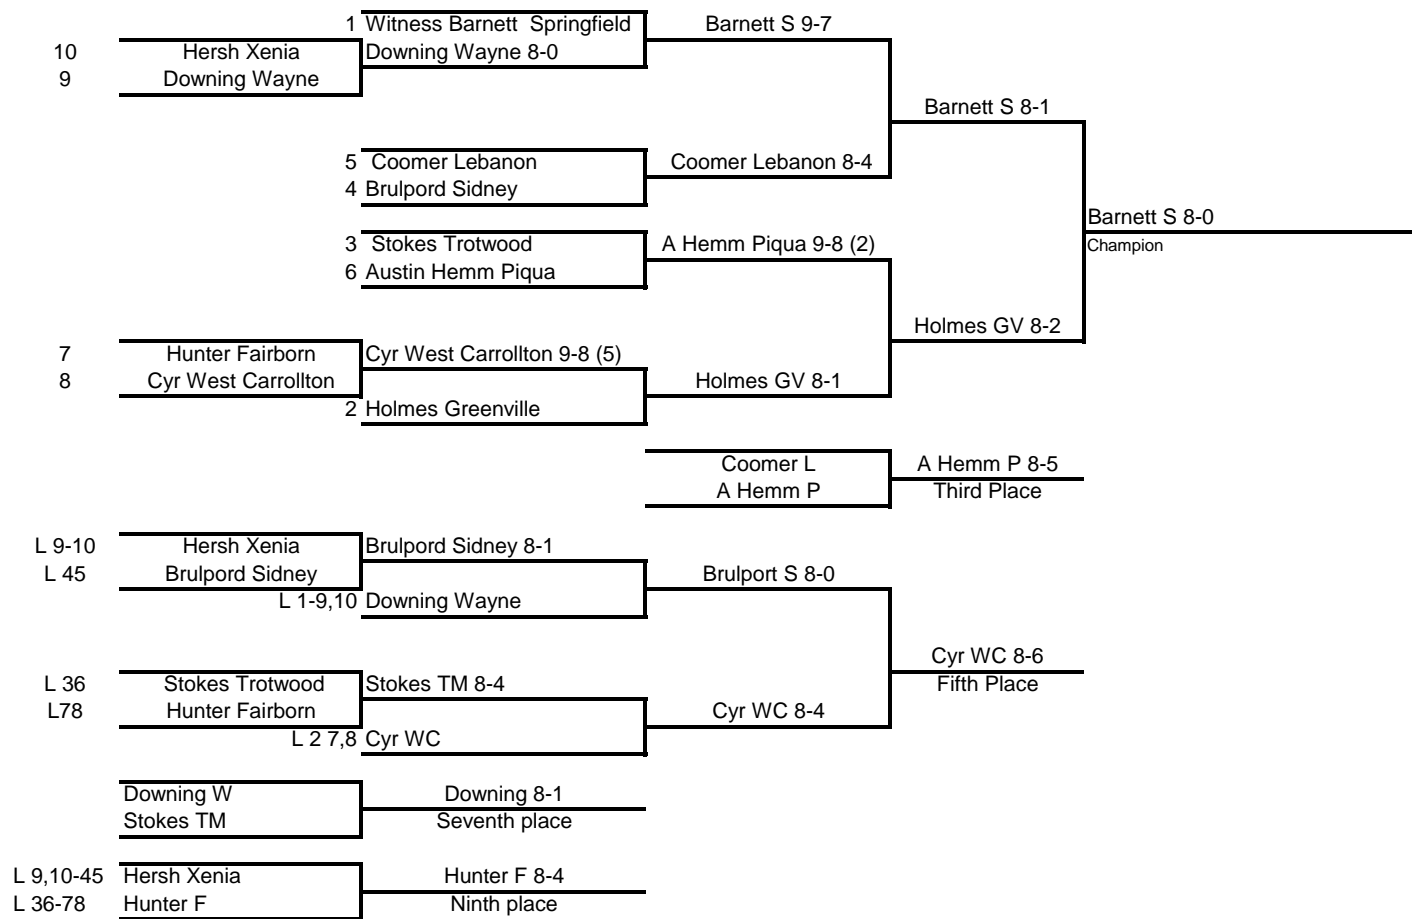 1 Witness Barnett  Springfield Barnett S 9-7
10 Hersh Xenia Downing Wayne 8-0
9 Downing Wayne
Barnett S 8-1
5 Coomer Lebanon Coomer Lebanon 8-4
4 Brulpord Sidney
Barnett S 8-0
3 Stokes Trotwood A Hemm Piqua 9-8 (2) Champion
6 Austin Hemm Piqua
Holmes GV 8-2
7 Hunter Fairborn Cyr West Carrollton 9-8 (5)
8 Cyr West Carrollton Holmes GV 8-1
2 Holmes Greenville
Coomer L A Hemm P 8-5
A Hemm P Third Place
L 9-10 Hersh Xenia Brulpord Sidney 8-1
L 45 Brulpord Sidney Brulport S 8-0
L 1-9,10 Downing Wayne
Cyr WC 8-6
L 36 Stokes Trotwood Stokes TM 8-4 Fifth Place
L78 Hunter Fairborn Cyr WC 8-4
L 2 7,8 Cyr WC
Downing W Downing 8-1
Stokes TM Seventh place
L 9,10-45 Hersh Xenia Hunter F 8-4
L 36-78 Hunter F Ninth place